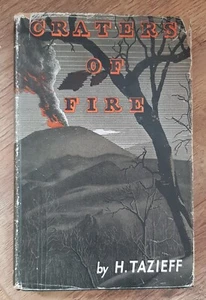 CRATERS
OF
FIRE
by H. TAZIEFF